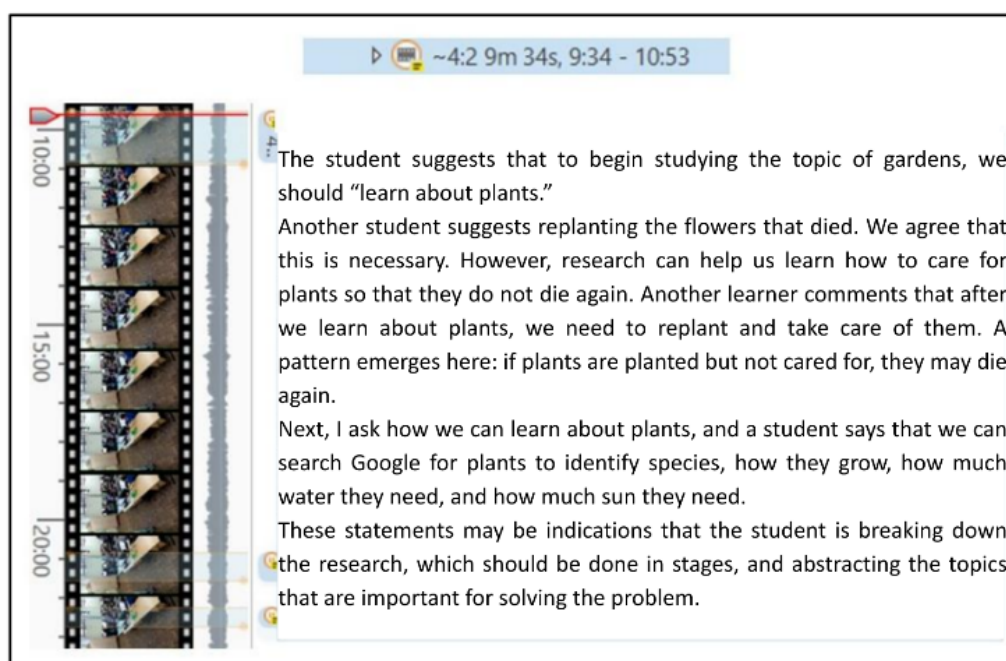 ~4:2 9m 34s, 9:34 - 10:53
10:00
15:00
20:00
4..
The student suggests that to begin studying the topic of gardens, we
should “learn about plants.”
Another student suggests replanting the flowers that died. We agree that
this is necessary. However, research can help us learn how to care for
plants so that they do not die again. Another learner comments that after
we learn about plants, we need to replant and take care of them. A
pattern emerges here: if plants are planted but not cared for, they may die
again.
Next, I ask how we can learn about plants, and a student says that we can
search Google for plants to identify species, how they grow, how much
water they need, and how much sun they need.
These statements may be indications that the student is breaking down
the research, which should be done in stages, and abstracting the topics
that are important for solving the problem.